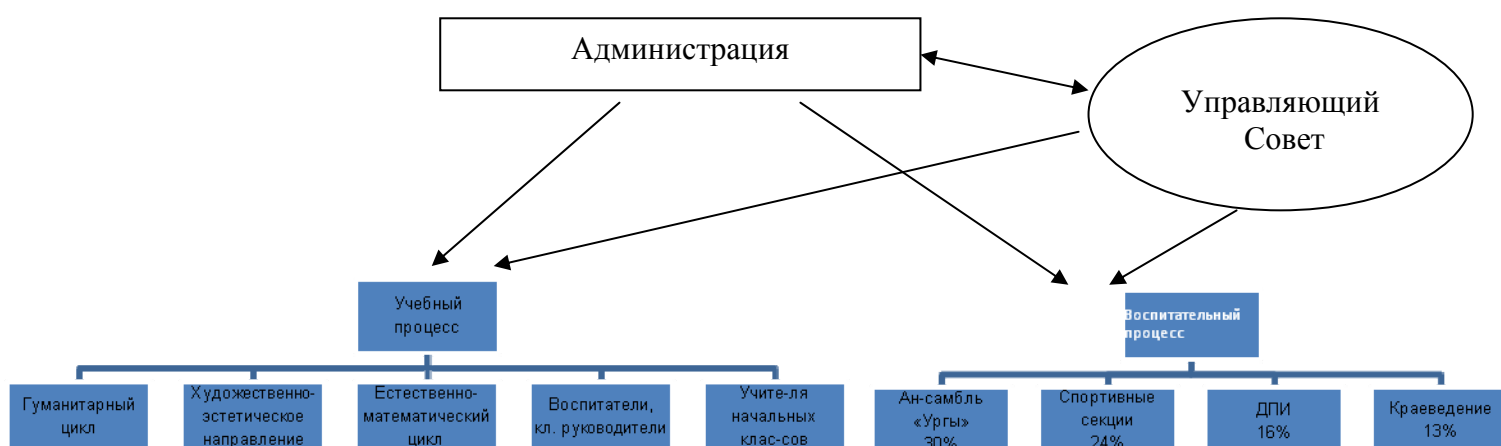 Администрация
Управляющий
Совет
Учебный
процесс
Воспитательный
процесс
Гуманитарный
цикл
Художественно-
эстетическое
направление
Естественно-
математический
цикл
Воспитатели,
кл. руководители
Учите-ля
начальных
клас-сов
Ан-самбль
«Ургы»
30%
Спортивные
секции
24%
ДПИ
16%
Краеведение
13%